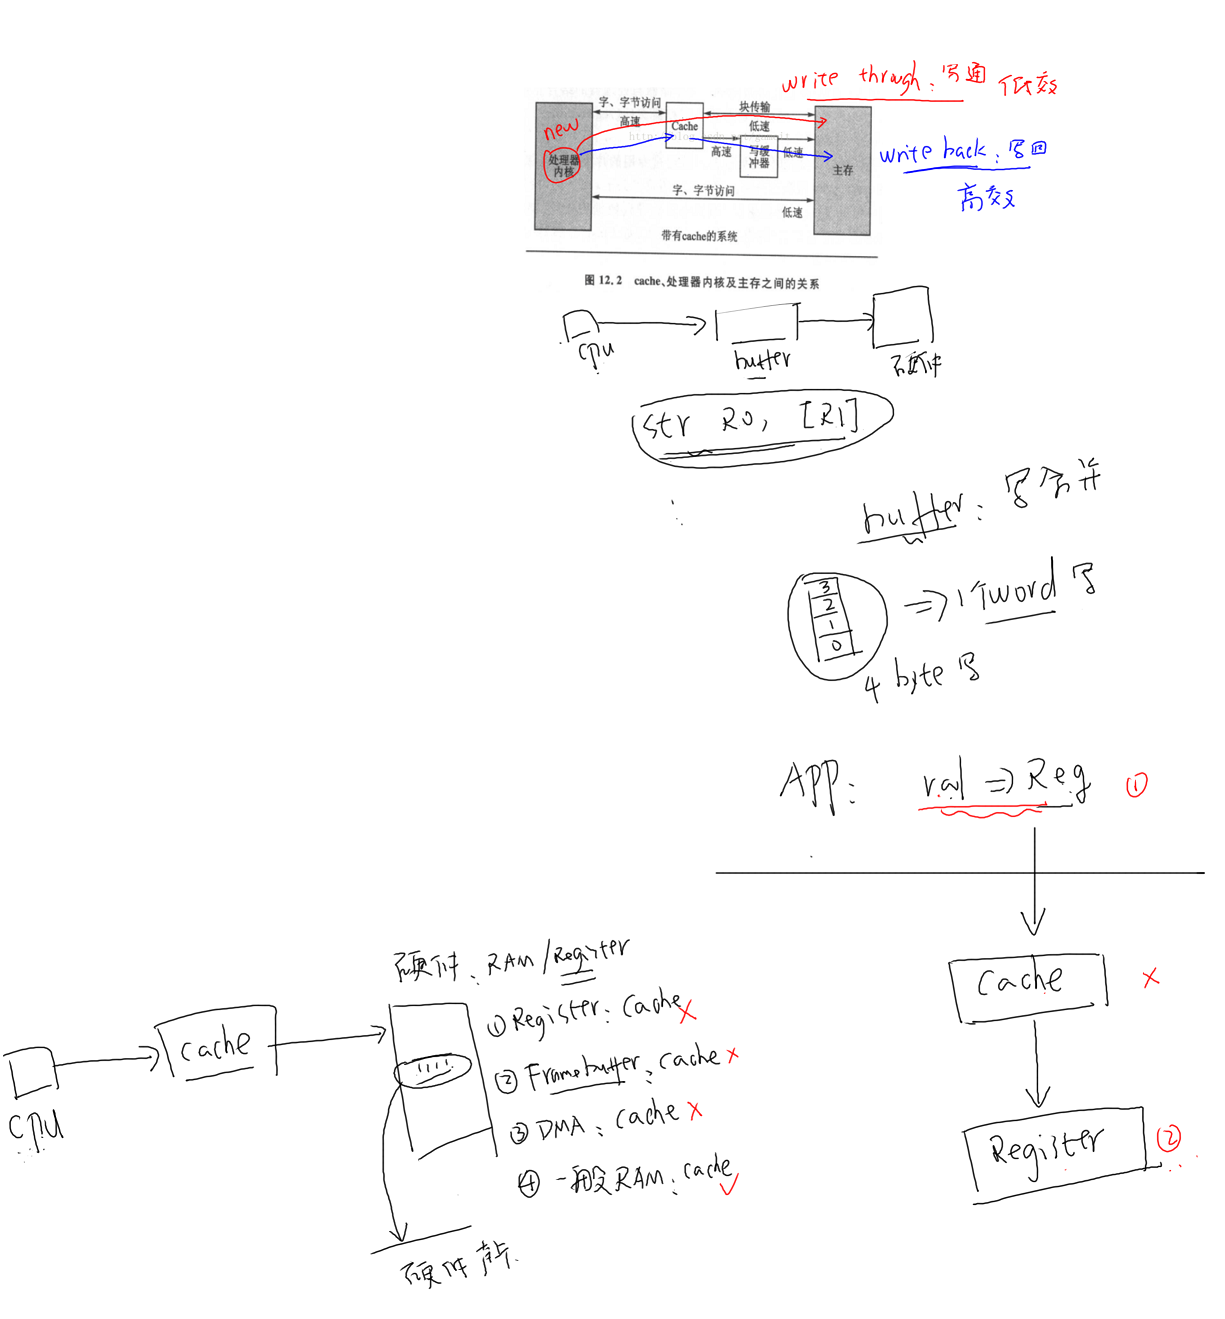 write through: 写通 低效
字、字节访问
块传输
高速
Cache
低速
new
处理器
内核
高速
写缓
冲器
低速
主存
write back: 写回
高效
字、字节访问
低速
带有cache的系统
图 12.2 cache、处理器内核及主存之间的关系
cpu
buffer
硬件
str R0, [R1]
buffer: 写合并
3
2
1
0
=> 1个word 写
4 byte 写
APP: val => Reg ①
硬件: RAM/Register
Cache ×
① Register: cache ×
cache
② Framebuffer: cache ×
cpu
③ DMA: cache ×
Register ②
④ 一般RAM: cache ✓